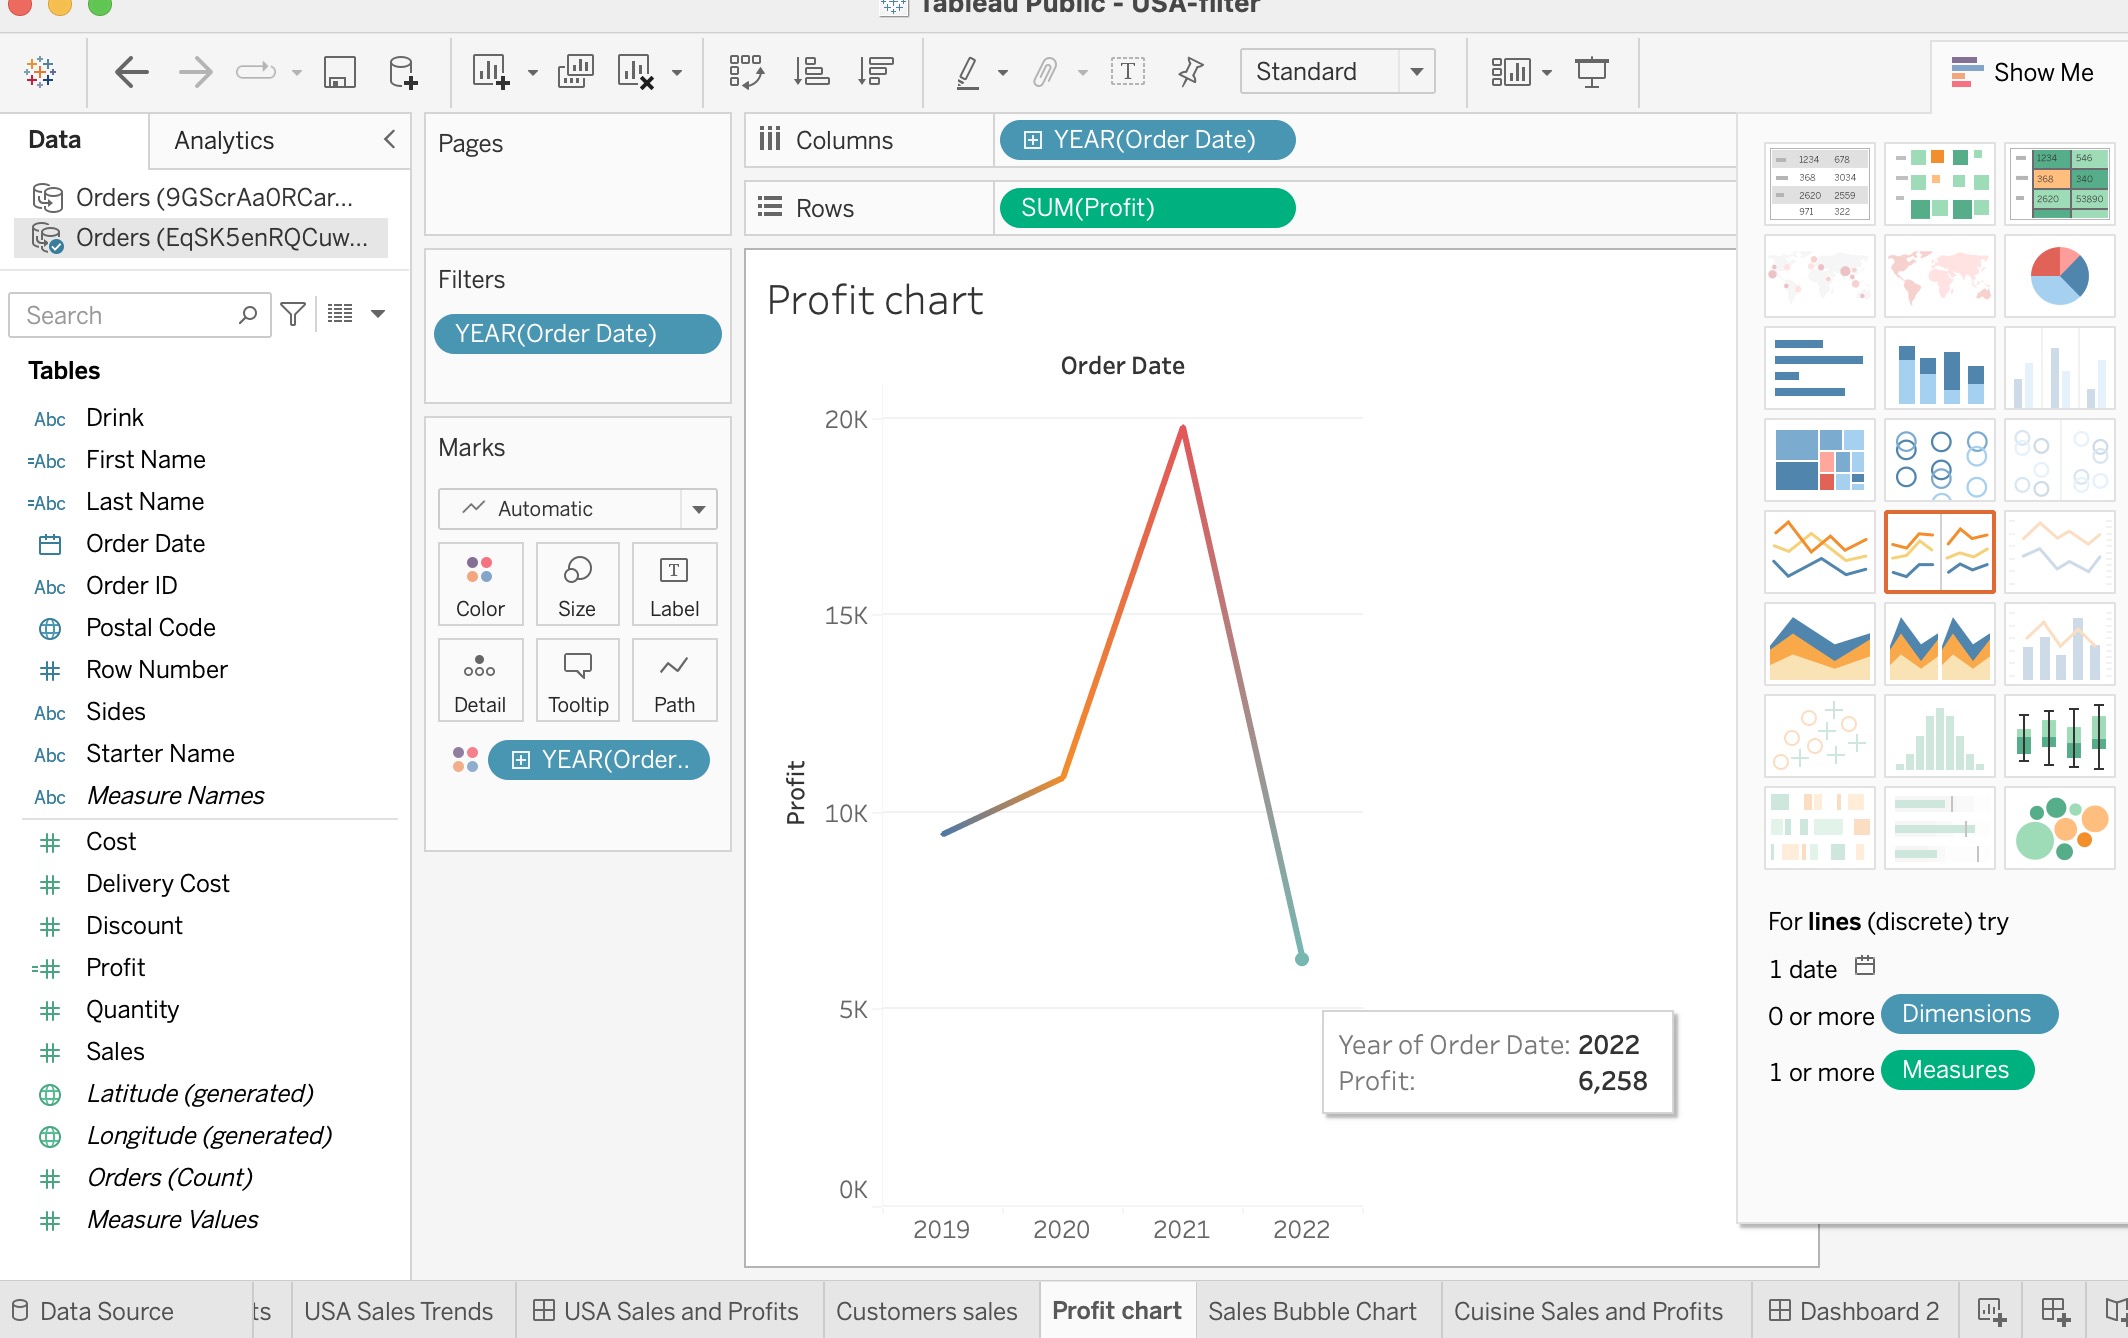 Tableau Public - USA-filter
Standard
Show Me
Data
Analytics
Pages
Columns
YEAR(Order Date)
Rows
SUM(Profit)
Orders (9GScrAa0RCar...
Orders (EqSK5enRQCuw...
Search
Filters
YEAR(Order Date)
Tables
Abc Drink
=Abc First Name
=Abc Last Name
Order Date
Abc Order ID
Postal Code
# Row Number
Abc Sides
Abc Starter Name
Abc Measure Names
# Cost
# Delivery Cost
# Discount
=# Profit
# Quantity
# Sales
Latitude (generated)
Longitude (generated)
# Orders (Count)
# Measure Values
Marks
Automatic
Color
Size
T
Label
Detail
Tooltip
Path
YEAR(Order..
Profit chart
Order Date
20K
15K
10K
5K
0K
Profit
2019
2020
2021
2022
Year of Order Date: 2022
Profit: 6,258
1234 678
368 3034
2620 2559
971 322
1234 546
368 340
2620 53890
For lines (discrete) try
1 date
0 or more Dimensions
1 or more Measures
Data Source
ts
USA Sales Trends
USA Sales and Profits
Customers sales
Profit chart
Sales Bubble Chart
Cuisine Sales and Profits
Dashboard 2